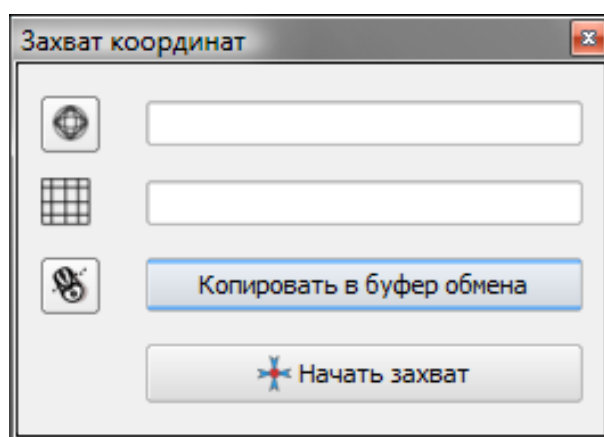 Захват координат
Копировать в буфер обмена
Начать захват